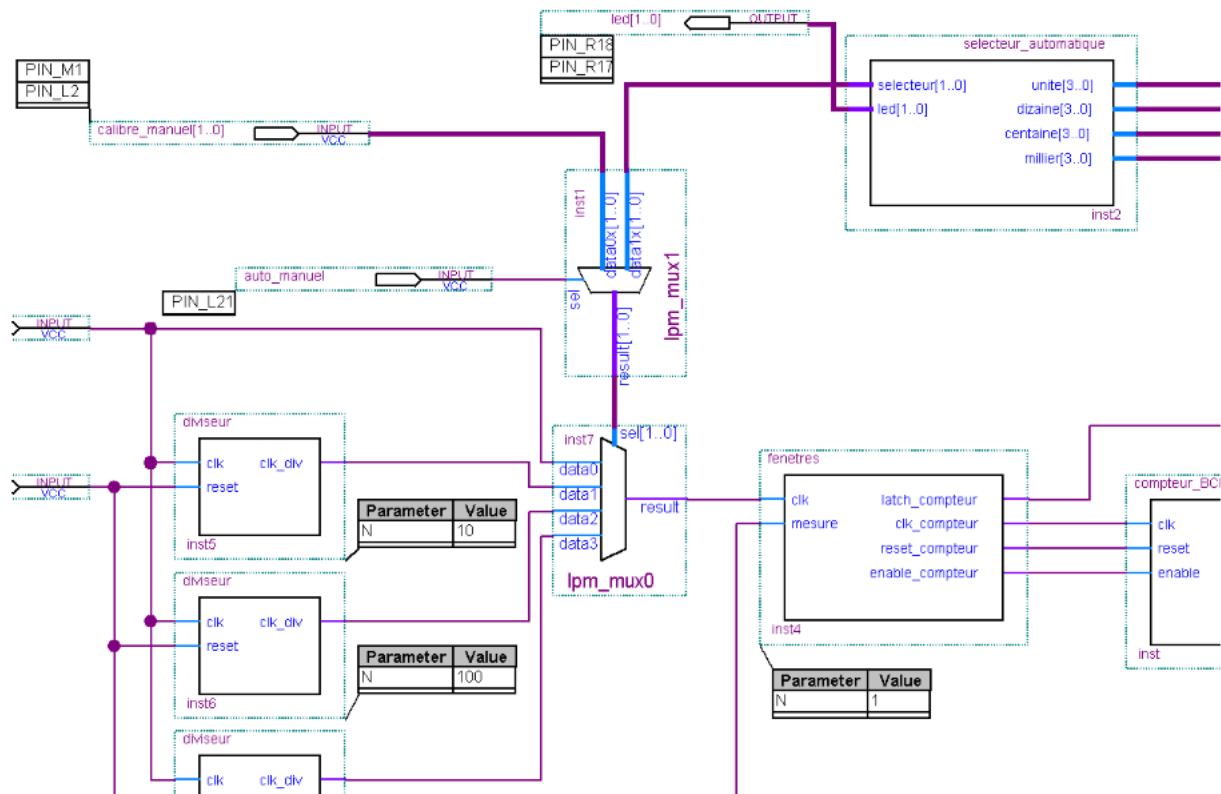 led[1..0]
OUTPUT
PIN_R18
PIN_R17
selecteur_automatique
selecteur[1..0]
led[1..0]
unite[3..0]
dizaine[3..0]
centaine[3..0]
millier[3..0]
inst2
PIN_M1
PIN_L2
calibre_manuel[1..0]
INPUT
VCC
inst1
data0x[1..0]
data1x[1..0]
sel
result[1..0]
lpm_mux1
auto_manuel
INPUT
VCC
PIN_L21
INPUT
VCC
diviseur
clk
clk_div
reset
inst5
Parameter Value
N 10
INPUT
VCC
inst7
sel[1..0]
data0
data1
data2
data3
result
lpm_mux0
diviseur
clk
clk_div
reset
inst6
Parameter Value
N 100
diviseur
clk
clk_div
fenetres
clk
mesure
latch_compteur
clk_compteur
reset_compteur
enable_compteur
inst4
Parameter Value
N 1
clk
reset
enable
inst